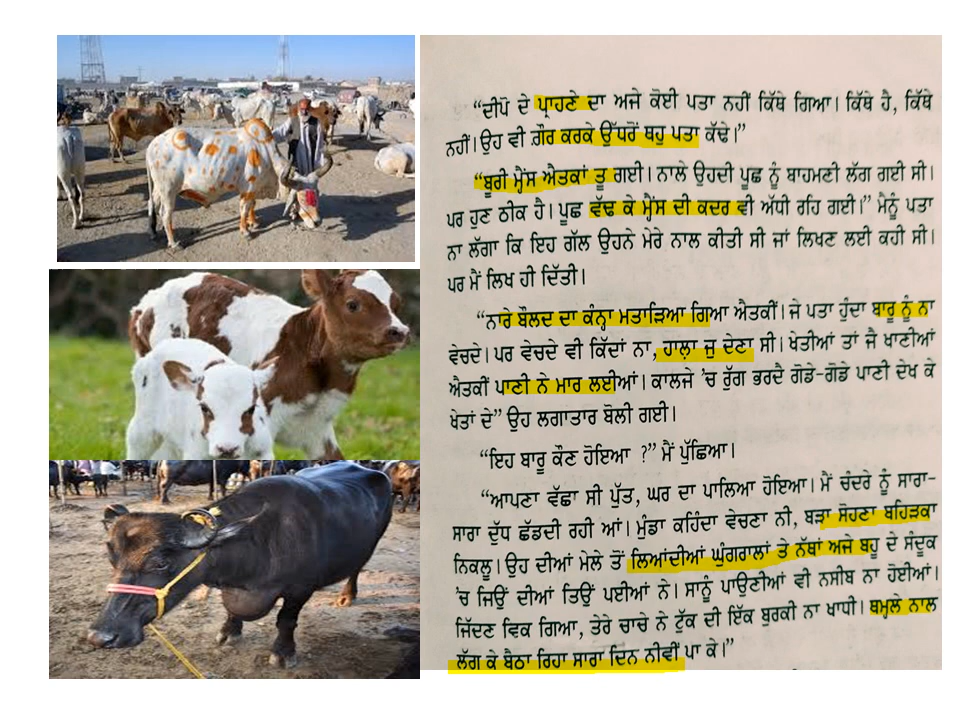 “ਦੀਪੋ ਦੇ ਪ੍ਰਾਹਣੇ ਦਾ ਅਜੇ ਕੋਈ ਪਤਾ ਨਹੀਂ ਕਿੱਥੇ ਗਿਆ। ਕਿੱਥੇ ਹੈ, ਕਿੱਥੇ
ਨਹੀਂ। ਉਹ ਵੀ ਗ਼ੌਰ ਕਰਕੇ ਉੱਧਰੋਂ ਥਹੁ ਪਤਾ ਕੱਢੇ।”
“ਬੂਰੀ ਮ੍ਹੈਂਸ ਐਤਕਾਂ ਤੂ ਗਈ। ਨਾਲੇ ਉਹਦੀ ਪੂਛ ਨੂੰ ਬਾਹਮਣੀ ਲੱਗ ਗਈ ਸੀ।
ਪਰ ਹੁਣ ਠੀਕ ਹੈ। ਪੂਛ ਵੱਢ ਕੇ ਮ੍ਹੈਂਸ ਦੀ ਕਦਰ ਵੀ ਅੱਧੀ ਰਹਿ ਗਈ।” ਮੈਨੂੰ ਪਤਾ
ਨਾ ਲੱਗਾ ਕਿ ਇਹ ਗੱਲ ਉਹਨੇ ਮੇਰੇ ਨਾਲ ਕੀਤੀ ਸੀ ਜਾਂ ਲਿਖਣ ਲਈ ਕਹੀ ਸੀ।
ਪਰ ਮੈਂ ਲਿਖ ਹੀ ਦਿੱਤੀ।
“ਨਾਰੇ ਬੌਲਦ ਦਾ ਕੰਨ੍ਹਾ ਮਤਾੜਿਆ ਗਿਆ ਐਤਕੀਂ। ਜੇ ਪਤਾ ਹੁੰਦਾ ਬਾਰੂ ਨੂੰ ਨਾ
ਵੇਚਦੇ। ਪਰ ਵੇਚਦੇ ਵੀ ਕਿੱਦਾਂ ਨਾ, ਹਾਲ਼ਾ ਜੁ ਦੇਣਾ ਸੀ। ਖੇਤੀਆਂ ਤਾਂ ਜੈ ਖਾਣੀਆਂ
ਐਤਕੀਂ ਪਾਣੀ ਨੇ ਮਾਰ ਲਈਆਂ। ਕਾਲਜੇ ’ਚ ਰੁੱਗ ਭਰਦੈ ਗੋਡੇ-ਗੋਡੇ ਪਾਣੀ ਦੇਖ ਕੇ
ਖੇਤਾਂ ਦੇ” ਉਹ ਲਗਾਤਾਰ ਬੋਲੀ ਗਈ।
“ਇਹ ਬਾਰੂ ਕੌਣ ਹੋਇਆ ?” ਮੈਂ ਪੁੱਛਿਆ।
“ਆਪਣਾ ਵੱਛਾ ਸੀ ਪੁੱਤ, ਘਰ ਦਾ ਪਾਲਿਆ ਹੋਇਆ। ਮੈਂ ਚੰਦਰੇ ਨੂੰ ਸਾਰਾ-
ਸਾਰਾ ਦੁੱਧ ਛੱਡਦੀ ਰਹੀ ਆਂ। ਮੁੰਡਾ ਕਹਿੰਦਾ ਵੇਚਣਾ ਨੀ, ਬੜਾ ਸੋਹਣਾ ਬਹਿੜਕਾ
ਨਿਕਲੂ। ਉਹ ਦੀਆਂ ਮੇਲੇ ਤੋਂ ਲਿਆਂਦੀਆਂ ਘੁੰਗਰਾਲਾਂ ਤੇ ਨੱਥਾਂ ਅਜੇ ਬਹੂ ਦੇ ਸੰਦੂਕ
’ਚ ਜਿਉਂ ਦੀਆਂ ਤਿਉਂ ਪਈਆਂ ਨੇ। ਸਾਨੂੰ ਪਾਉਣੀਆਂ ਵੀ ਨਸੀਬ ਨਾ ਹੋਈਆਂ।
ਜਿੱਦਣ ਵਿਕ ਗਿਆ, ਤੇਰੇ ਚਾਚੇ ਨੇ ਟੁੱਕ ਦੀ ਇੱਕ ਬੁਰਕੀ ਨਾ ਖਾਧੀ। ਥਮ੍ਹਲੇ ਨਾਲ
ਲੱਗ ਕੇ ਬੈਠਾ ਰਿਹਾ ਸਾਰਾ ਦਿਨ ਨੀਵੀਂ ਪਾ ਕੇ।”